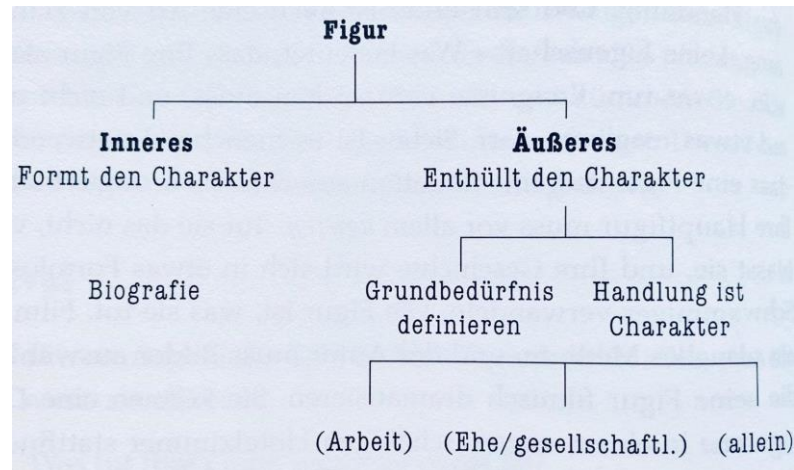 Figur
Inneres Äußeres
Formt den Charakter Enthüllt den Charakter
Biografie Grundbedürfnis Handlung ist
definieren Charakter
(Arbeit) (Ehe/gesellschaftl.) (allein)